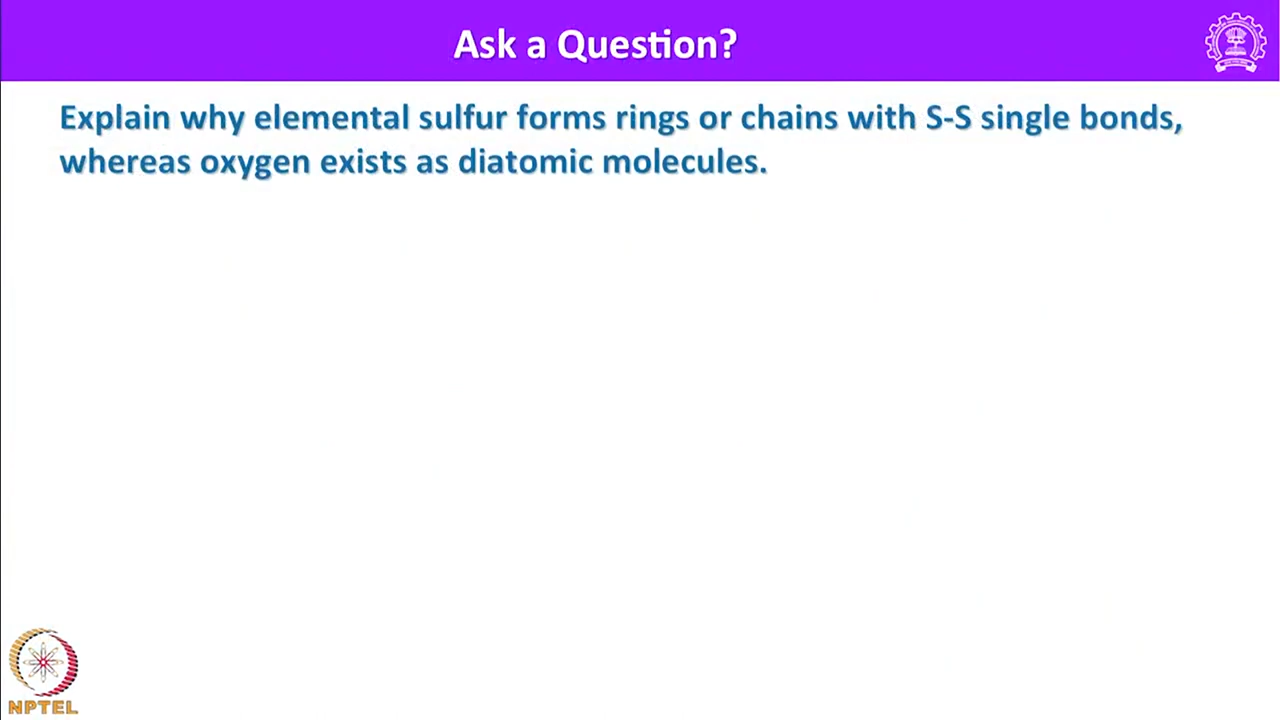 Ask a Question?
Explain why elemental sulfur forms rings or chains with S-S single bonds,
whereas oxygen exists as diatomic molecules.
NPTEL